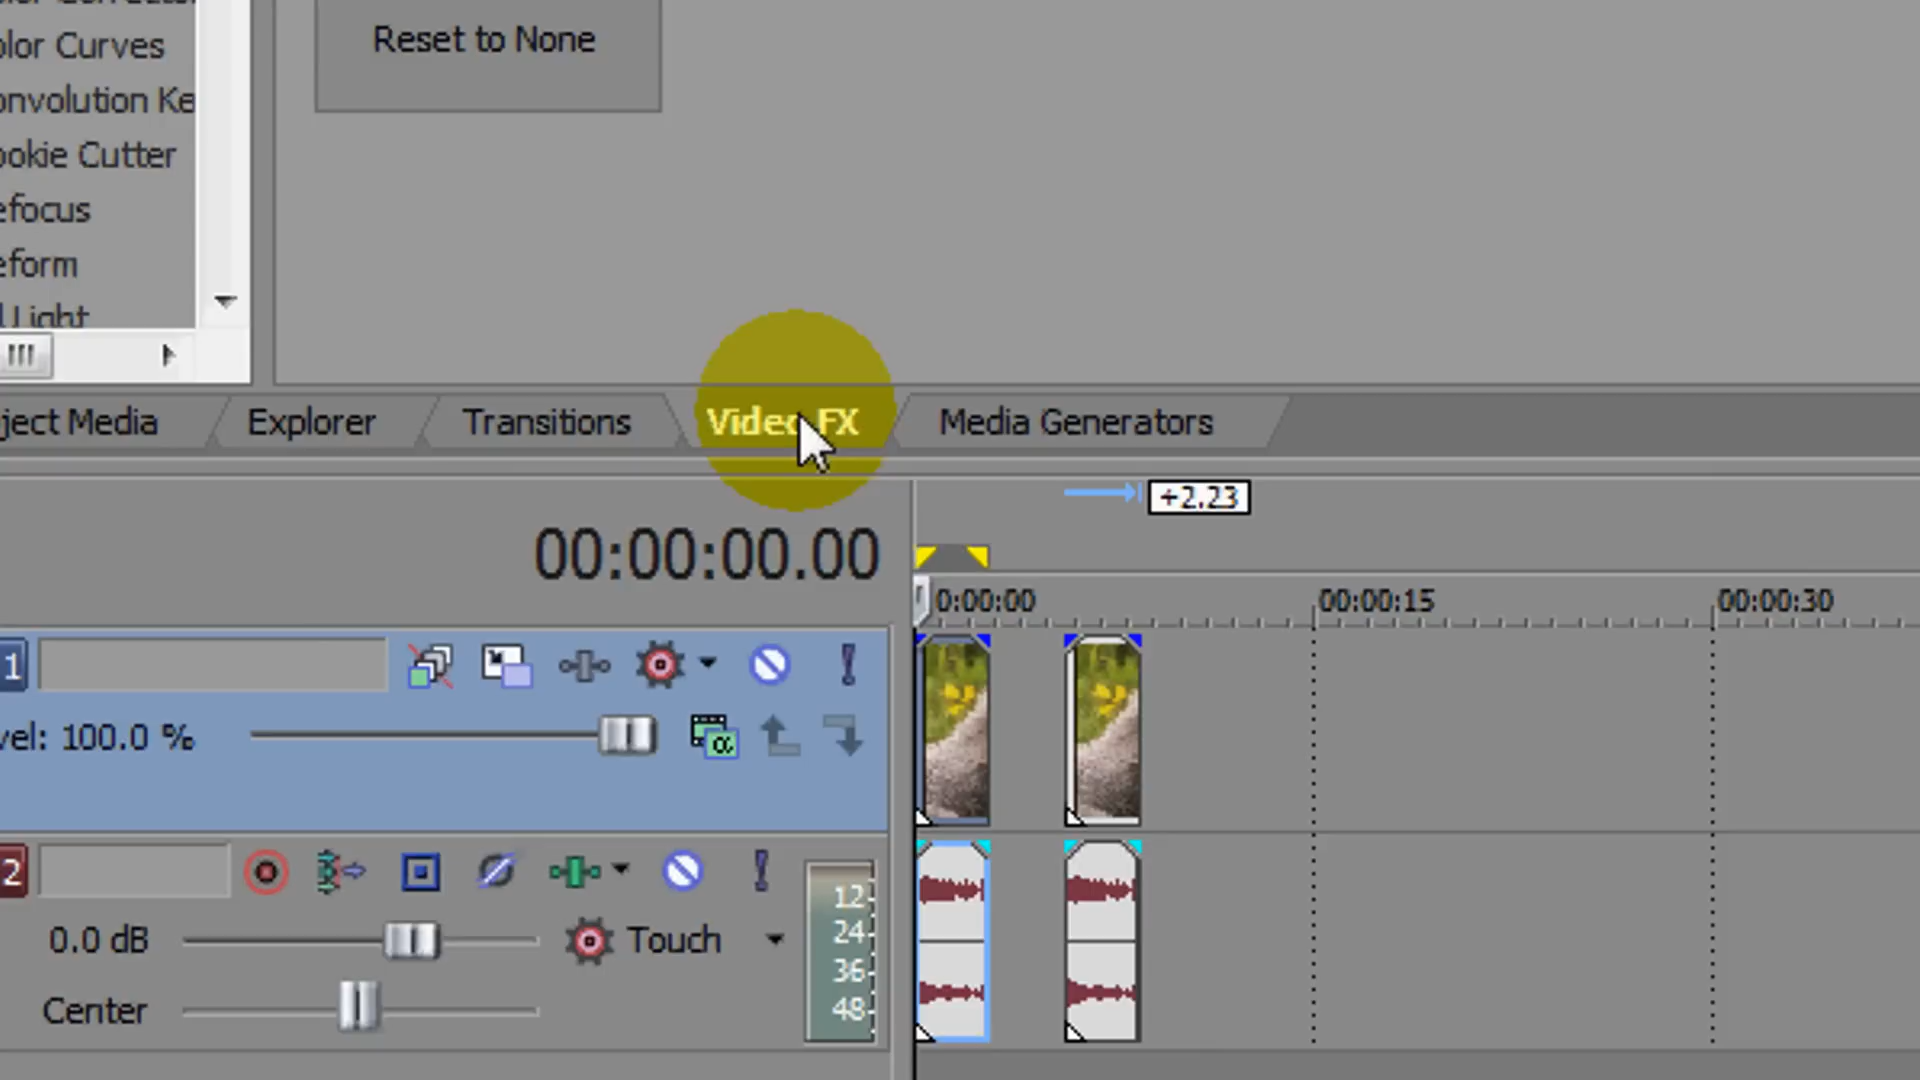 olor Curves
onvolution Ke
ookie Cutter
efocus
eform
l Light
Reset to None
ject Media
Explorer
Transitions
Video FX
Media Generators
+2.23
00:00:00.00
0:00:00
00:00:15
00:00:30
1
vel: 100.0 %
2
0.0 dB
Touch
Center
12
24
36
48